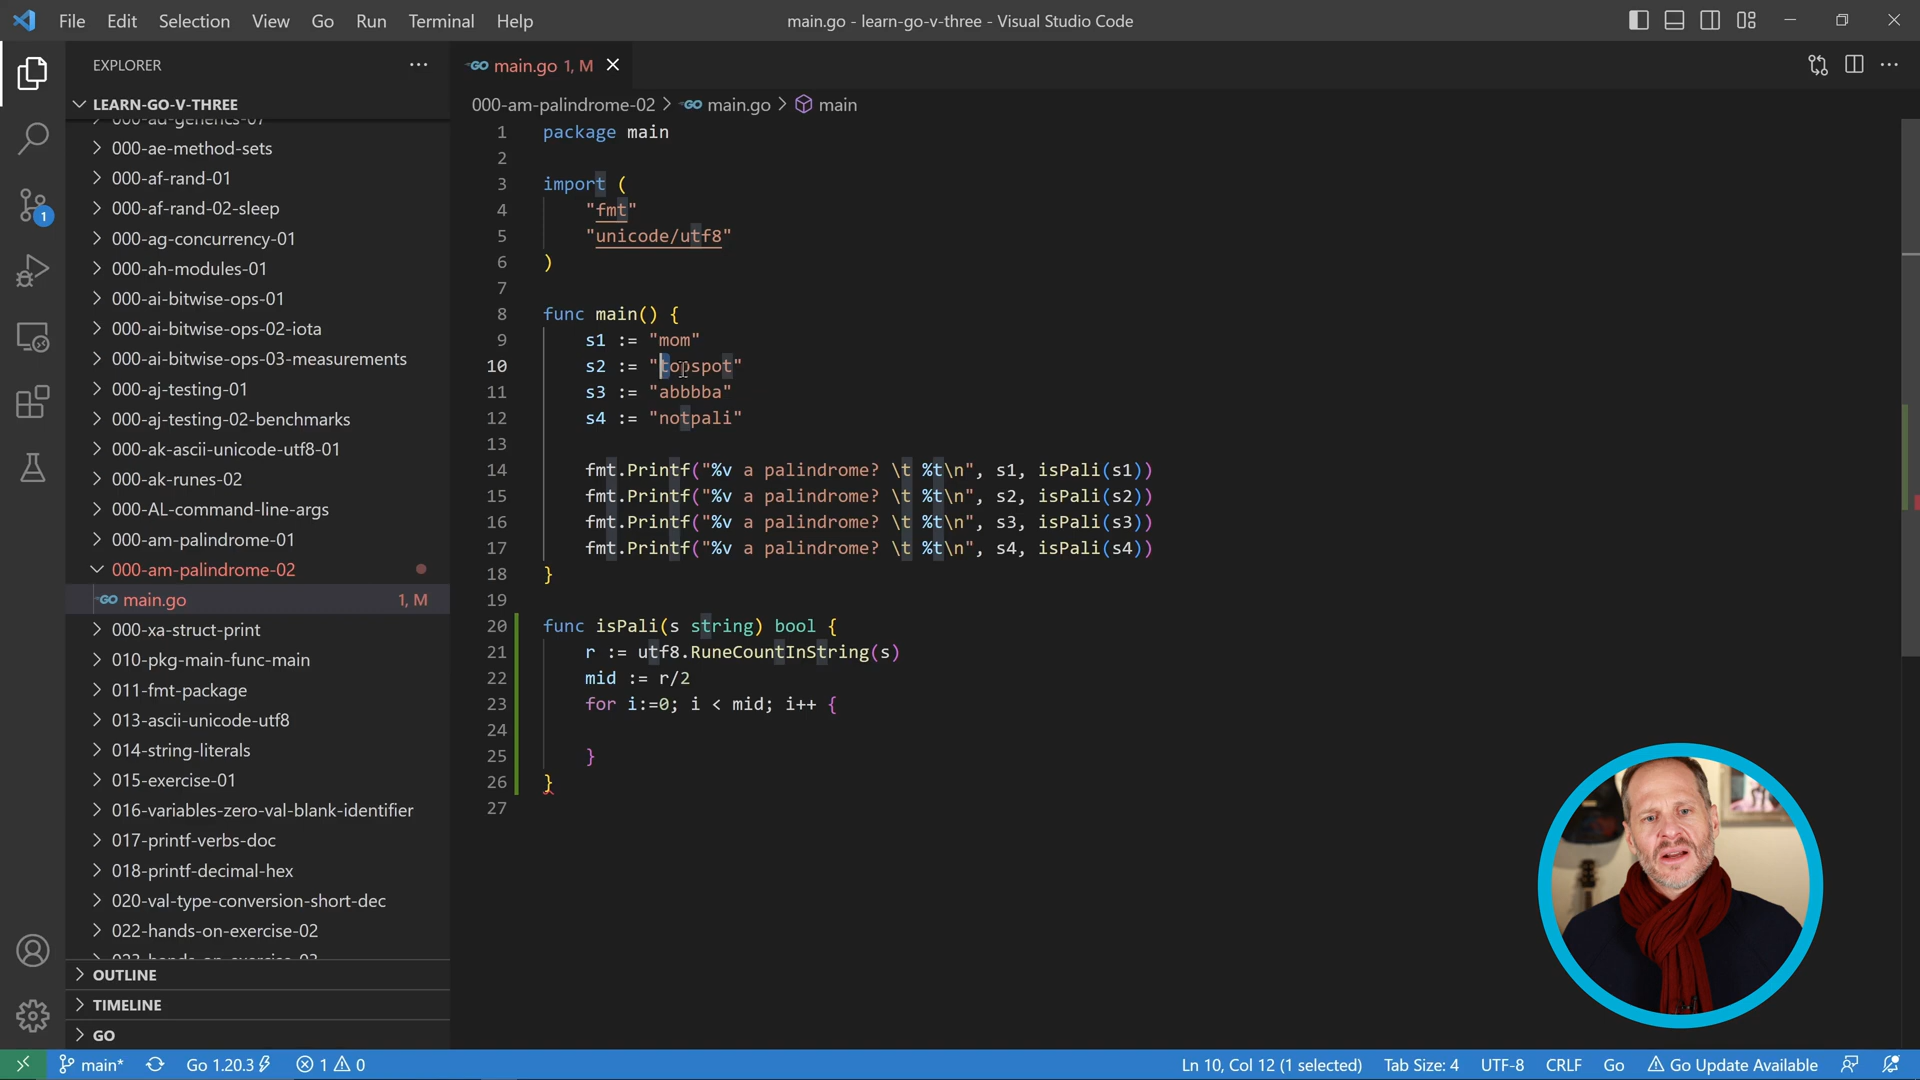 File Edit Selection View Go Run Terminal Help
main.go - learn-go-v-three - Visual Studio Code
EXPLORER
LEARN-GO-V-THREE
000-ad-generics-07
000-ae-method-sets
000-af-rand-01
000-af-rand-02-sleep
000-ag-concurrency-01
000-ah-modules-01
000-ai-bitwise-ops-01
000-ai-bitwise-ops-02-iota
000-ai-bitwise-ops-03-measurements
000-aj-testing-01
000-aj-testing-02-benchmarks
000-ak-ascii-unicode-utf8-01
000-ak-runes-02
000-AL-command-line-args
000-am-palindrome-01
000-am-palindrome-02
GO main.go 1, M
000-xa-struct-print
010-pkg-main-func-main
011-fmt-package
013-ascii-unicode-utf8
014-string-literals
015-exercise-01
016-variables-zero-val-blank-identifier
017-printf-verbs-doc
018-printf-decimal-hex
020-val-type-conversion-short-dec
022-hands-on-exercise-02
023-hands-on-exercise-03
OUTLINE
TIMELINE
GO
1
GO main.go 1, M
000-am-palindrome-02 > GO main.go > main
1 package main
2
3 import (
4 "fmt"
5 "unicode/utf8"
6 )
7
8 func main() {
9 s1 := "mom"
10 s2 := "topspot"
11 s3 := "abbbba"
12 s4 := "notpali"
13
14 fmt.Printf("%v a palindrome? \t %t\n", s1, isPali(s1))
15 fmt.Printf("%v a palindrome? \t %t\n", s2, isPali(s2))
16 fmt.Printf("%v a palindrome? \t %t\n", s3, isPali(s3))
17 fmt.Printf("%v a palindrome? \t %t\n", s4, isPali(s4))
18 }
19
20 func isPali(s string) bool {
21 r := utf8.RuneCountInString(s)
22 mid := r/2
23 for i:=0; i < mid; i++ {
24
25 }
26 }
27
main* Go 1.20.3 1 0
Ln 10, Col 12 (1 selected) Tab Size: 4 UTF-8 CRLF Go Go Update Available